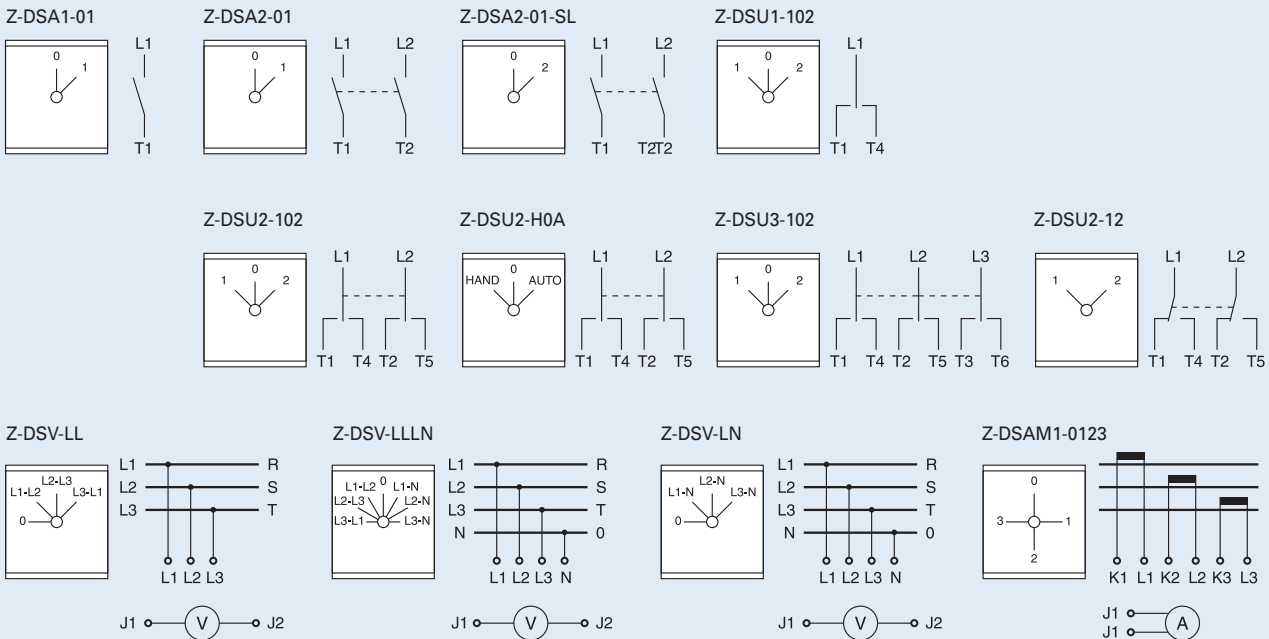 Z-DSA1-01 Z-DSA2-01 Z-DSA2-01-SL Z-DSU1-102
0 L1 0 L1 L2 0 L1 L2 0 L1
1 1 2 1 2
T1 T1 T2 T1 T2T2 T1 T4
Z-DSU2-102 Z-DSU2-H0A Z-DSU3-102 Z-DSU2-12
0 L1 L2 0 L1 L2 0 L1 L2 L3 L1 L2
1 2 HAND AUTO 1 2 1 2
T1 T4 T2 T5 T1 T4 T2 T5 T1 T4 T2 T5 T3 T6 T1 T4 T2 T5
Z-DSV-LL Z-DSV-LLLN Z-DSV-LN Z-DSAM1-0123
L1 R L1 R L1 R
L2-L3 L1-L2 0 L1-N L2-N 0
L1-L2 L3-L1 L2 S L2-L3 L2-N L2 S L1-N L3-N L2 S
0 L3 T L3-L1 L3-N L3 T 0 L3 T 3 1
N 0 N 0 2
L1 L2 L3 L1 L2 L3 N L1 L2 L3 N K1 L1 K2 L2 K3 L3
J1 V J2 J1 V J2 J1 V J2 J1 A
J1